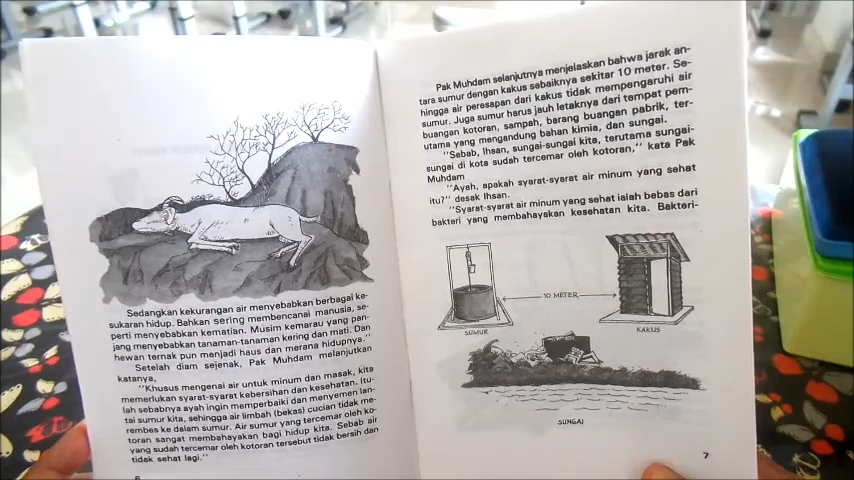 Sedangkan kekurangan air menyebabkan berbagai ke-
sukaran hidup. Bahkan sering membencanai manusia, se-
perti menyebabkan kematian. Musim kemarau yang pan-
jang menyebabkan tanaman-tanaman kering dan mati. Dan
hewan ternak pun menjadi haus dan merana hidupnya."
Setelah diam sejenak, Pak Muhdam melanjutkan
katanya,
"Khusus mengenai air untuk minum dan masak, kita
memerlukan syarat-syarat kebersihan dan kesehatan. Itu-
lah sebabnya ayah ingin memperbaiki dan menyemen lan-
tai sumur kita, sehingga air limbah (bekas) cucian tidak me-
rembes ke dalam sumur. Air sumur yang tercemar oleh ko-
toran sangat membahayakan bagi hidup kita. Sebab air
yang sudah tercemar oleh kotoran tersebut tidak bersih dan
tidak sehat lagi."
6
Pak Muhdam selanjutnya menjelaskan bahwa jarak an-
tara sumur dengan kakus sebaiknya sekitar 10 meter. Se-
hingga air peresapan dari kakus tidak mempengaruhi air
sumur. Juga sumur harus jauh letaknya dari tempat pem-
buangan kotoran, sampah, barang buangan pabrik, ter-
utama yang mengandung bahan kimia, dan sungai.
"Sebab, Ihsan, sungai-sungai kita, terutama sungai-
sungai di kota sudah tercemar oleh kotoran," kata Pak
Muhdam
"Ayah, apakah syarat-syarat air minum yang sehat
itu?" desak Ihsan.
"Syarat-syarat air minum yang sehat ialah bebas dari
bakteri yang membahayakan kesehatan kita. Bakteri-
10 METER
SUMUR
KAKUS
SUNGAI
7